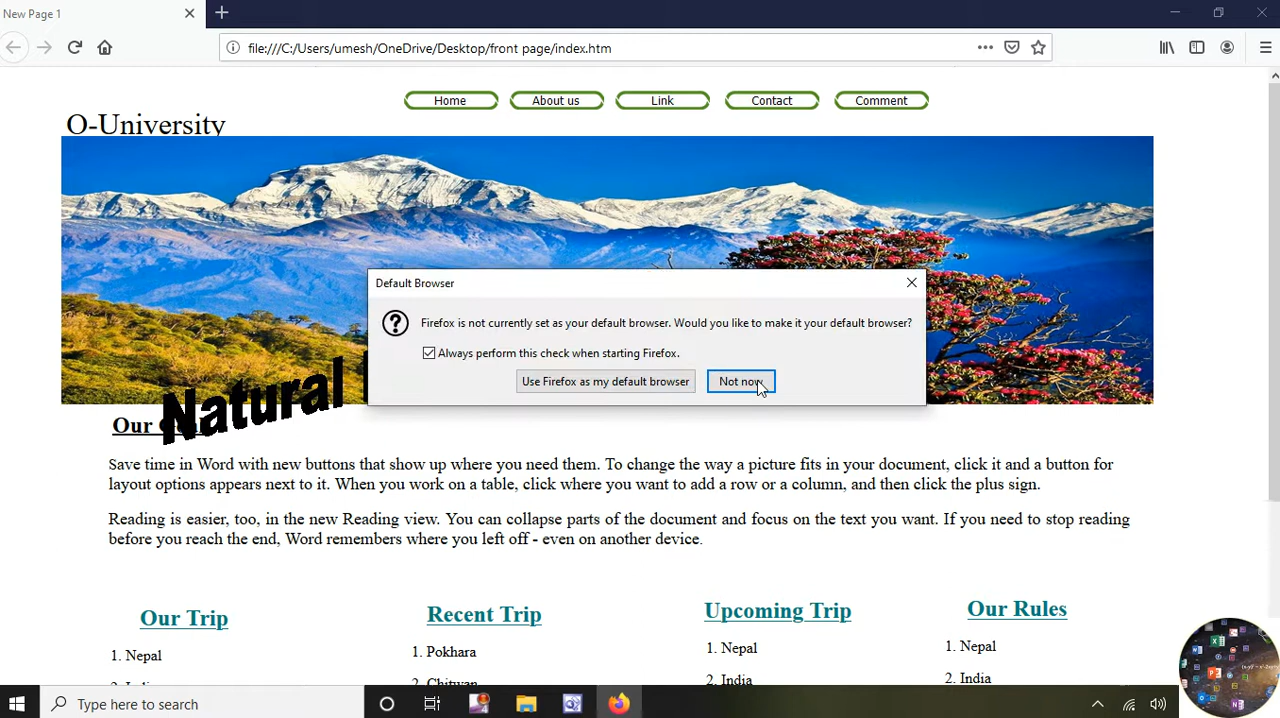 New Page 1
file:///C:/Users/umesh/OneDrive/Desktop/front page/index.htm
Home About us Link Contact Comment
O-University
Default Browser
Firefox is not currently set as your default browser. Would you like to make it your default browser?
Always perform this check when starting Firefox.
Use Firefox as my default browser Not now
Natural
Our
Save time in Word with new buttons that show up where you need them. To change the way a picture fits in your document, click it and a button for
layout options appears next to it. When you work on a table, click where you want to add a row or a column, and then click the plus sign.
Reading is easier, too, in the new Reading view. You can collapse parts of the document and focus on the text you want. If you need to stop reading
before you reach the end, Word remembers where you left off - even on another device.
Our Trip Recent Trip Upcoming Trip Our Rules
1. Nepal 1. Pokhara 1. Nepal 1. Nepal
2. India 2. Chitwan 2. India 2. India
Type here to search